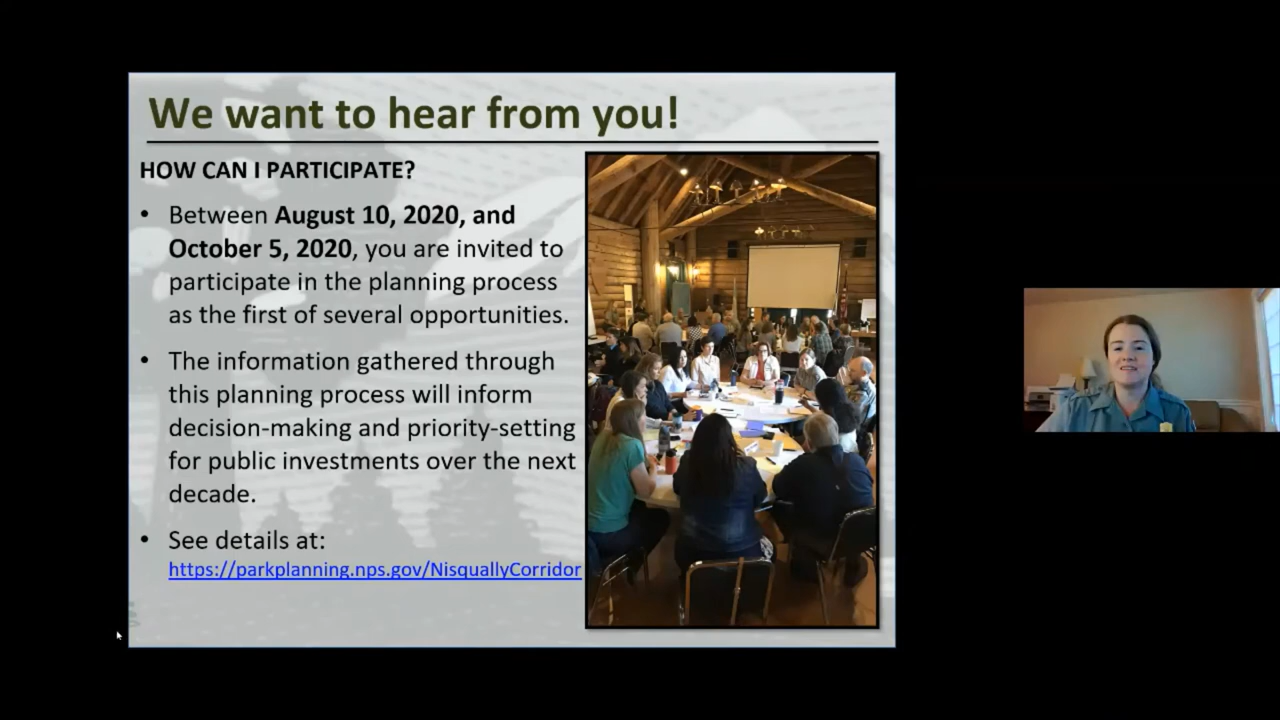 We want to hear from you!
HOW CAN I PARTICIPATE?
• Between August 10, 2020, and
October 5, 2020, you are invited to
participate in the planning process
as the first of several opportunities.
• The information gathered through
this planning process will inform
decision-making and priority-setting
for public investments over the next
decade.
• See details at:
https://parkplanning.nps.gov/NisquallyCorridor